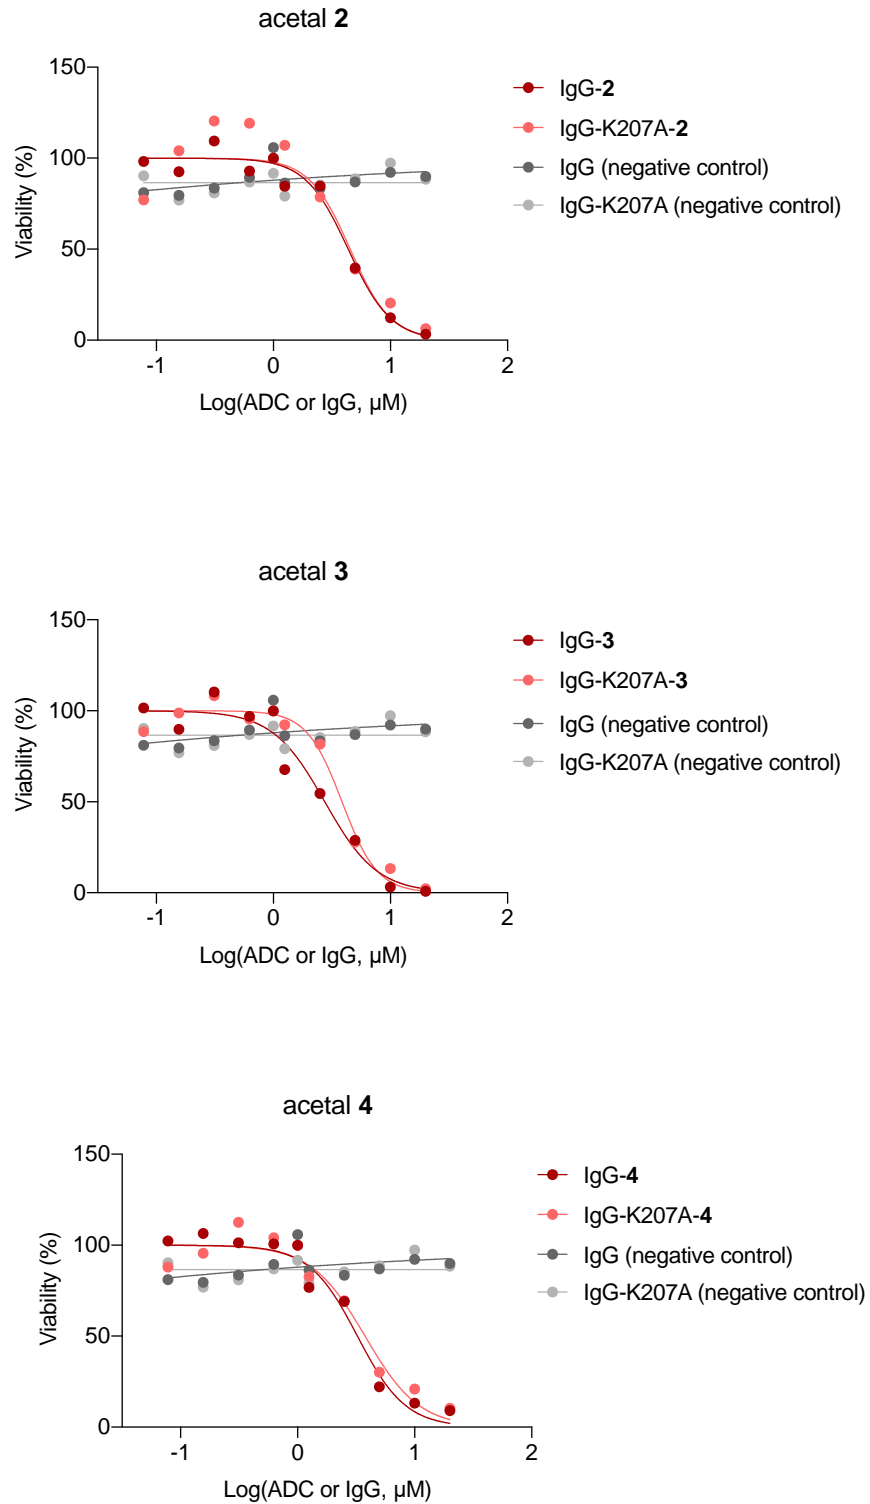 acetal 2
150
100
50
0
Viability (%)
-1 0 1 2
Log(ADC or IgG, µM)
IgG-2
IgG-K207A-2
IgG (negative control)
IgG-K207A (negative control)
acetal 3
150
100
50
0
Viability (%)
-1 0 1 2
Log(ADC or IgG, µM)
IgG-3
IgG-K207A-3
IgG (negative control)
IgG-K207A (negative control)
acetal 4
150
100
50
0
Viability (%)
-1 0 1 2
Log(ADC or IgG, µM)
IgG-4
IgG-K207A-4
IgG (negative control)
IgG-K207A (negative control)